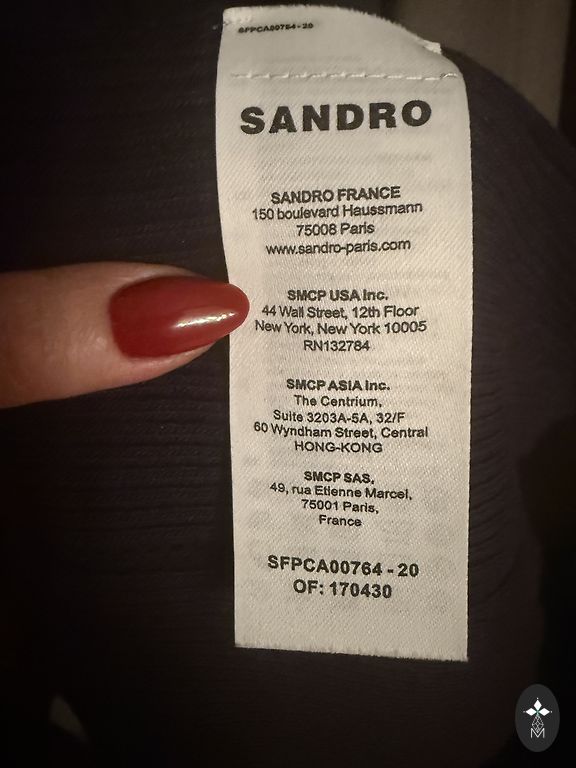 SFPCA00764 - 20
SANDRO
SANDRO FRANCE
150 boulevard Haussmann
75008 Paris
www.sandro-paris.com
SMCP USA Inc.
44 Wall Street, 12th Floor
New York, New York 10005
RN132784
SMCP ASIA Inc.
The Centrium,
Suite 3203A-5A, 32/F
60 Wyndham Street, Central
HONG-KONG
SMCP SAS,
49, rue Etienne Marcel,
75001 Paris,
France
SFPCA00764 - 20
OF: 170430
M